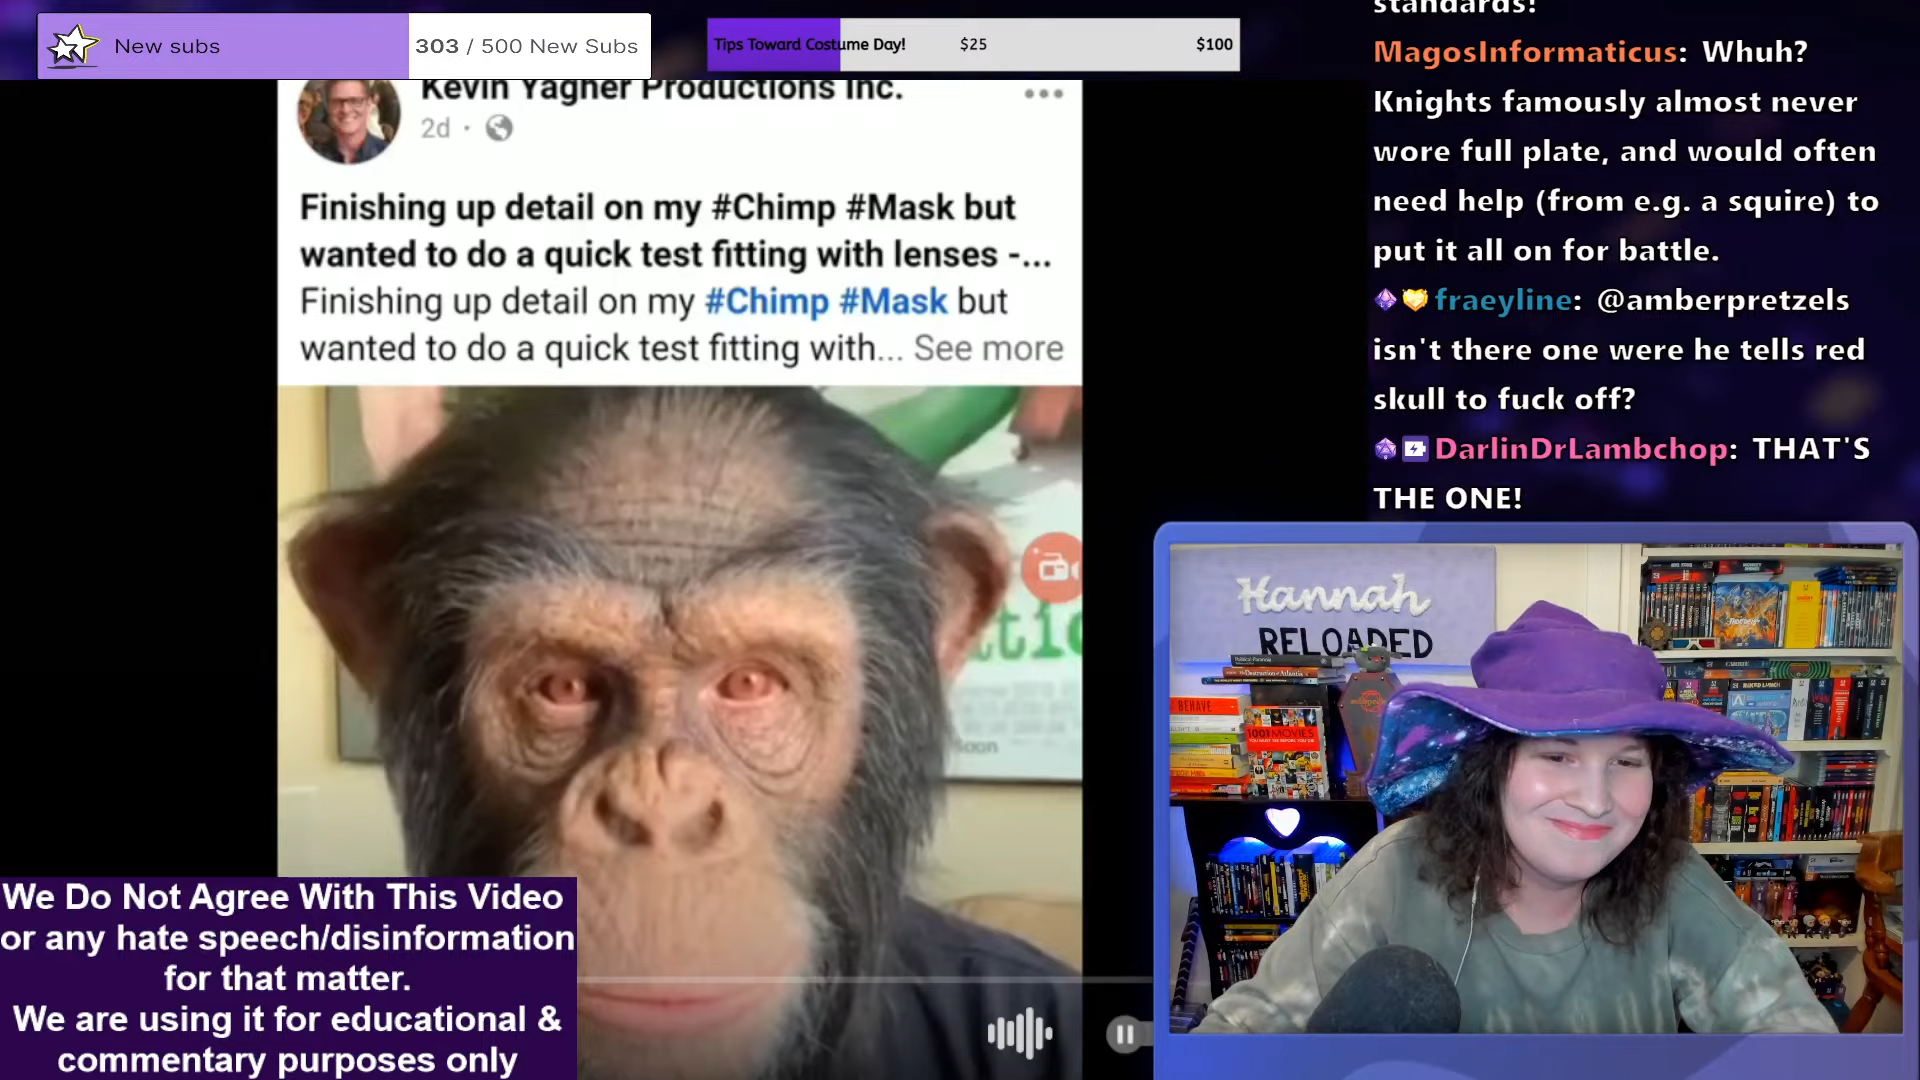 New subs
303 / 500 New Subs
Tips Toward Costume Day!
$25
$100
Kevin Yagher Productions Inc.
2d ·
Finishing up detail on my #Chimp #Mask but
wanted to do a quick test fitting with lenses -...
Finishing up detail on my #Chimp #Mask but
wanted to do a quick test fitting with... See more
We Do Not Agree With This Video
or any hate speech/disinformation
for that matter.
We are using it for educational &
commentary purposes only
standards!
MagosInformaticus: Whuh?
Knights famously almost never
wore full plate, and would often
need help (from e.g. a squire) to
put it all on for battle.
fraeyline: @amberpretzels
isn't there one were he tells red
skull to fuck off?
DarlinDrLambchop: THAT'S
THE ONE!
Hannah
RELOADED
BEHAVE
1001 MOVIES